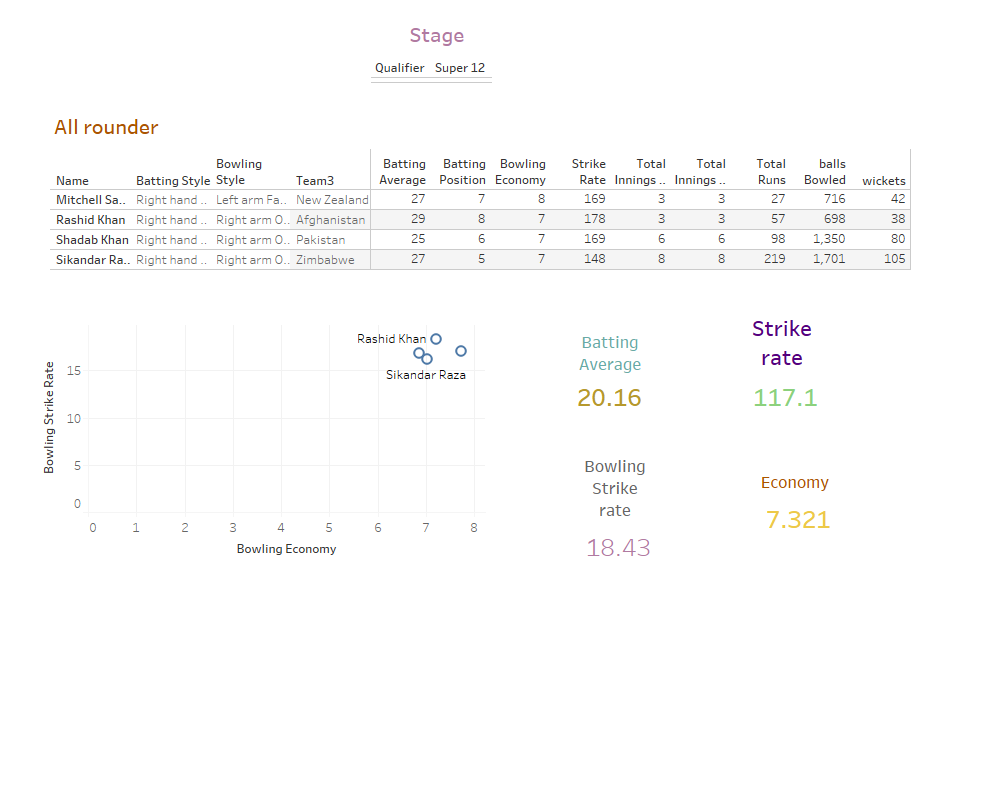 Stage
Qualifier Super 12
All rounder
Name Batting Style Bowling Style Team3 Batting Average Batting Position Bowling Economy Strike Rate Total Innings .. Total Innings .. Total Runs balls Bowled wickets
Mitchell Sa.. Right hand .. Left arm Fa.. New Zealand 27 7 8 169 3 3 27 716 42
Rashid Khan Right hand .. Right arm O.. Afghanistan 29 8 7 178 3 3 57 698 38
Shadab Khan Right hand .. Right arm O.. Pakistan 25 6 7 169 6 6 98 1,350 80
Sikandar Ra.. Right hand .. Right arm O.. Zimbabwe 27 5 7 148 8 8 219 1,701 105
Bowling Strike Rate
15
10
5
0
Rashid Khan
Sikandar Raza
0 1 2 3 4 5 6 7 8
Bowling Economy
Batting
Average
20.16
Strike
rate
117.1
Bowling
Strike
rate
18.43
Economy
7.321